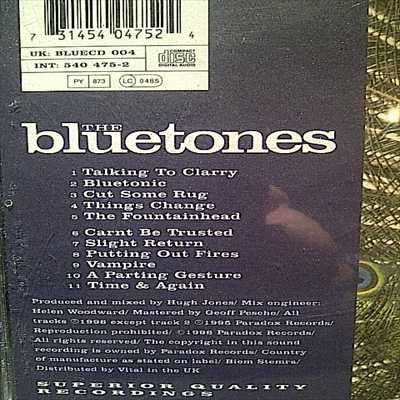 7 31454 04752 4
UK: BLUECD 004
INT: 540 475-2
COMPACT
disc
DIGITAL AUDIO
PY 873 LC 0485
THE
bluetones
1 Talking To Clarry
2 Bluetonic
3 Cut Some Rug
4 Things Change
5 The Fountainhead
6 Carnt Be Trusted
7 Slight Return
8 Putting Out Fires
9 Vampire
10 A Parting Gesture
11 Time & Again
Produced and mixed by Hugh Jones/ Mix engineer:
Helen Woodward/ Mastered by Geoff Pesche/ All
tracks ©1996 except track 2 ©1995 Paradox Records/
Reproduction prohibited/ ©1996 Paradox Records/
All rights reserved/ The copyright in this sound
recording is owned by Paradox Records/ Country
of manufacture as stated on label/ Biem Stemra/
Distributed by Vital in the UK
SUPERIOR QUALITY
RECORDINGS